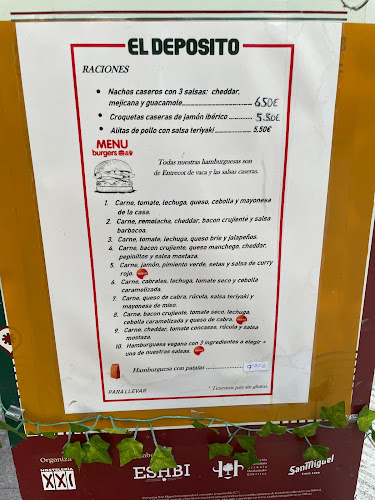 EL DEPOSITO
RACIONES
Nachos caseros con 3 salsas: cheddar,
mejicana y guacamole 6.50€
Croquetas caseras de jamón ibérico 5.50€
Alitas de pollo con salsa teriyaki 5,50€
MENU
burgers
Todas nuestras hamburguesas son
de Entrecot de vaca y las salsas caseras.
1. Carne, tomate, lechuga, queso, cebolla y mayonesa
de la casa.
2. Carne, remolacha, cheddar, bacon crujiente y salsa
barbacoa.
3. Carne, tomate, lechuga, queso brie y jalapeños.
4. Carne, bacon crujiente, queso manchego, cheddar,
pepinillos y salsa mostaza.
5. Carne, jamón, pimiento verde, setas y salsa de curry
rojo.
6. Carne, cabrales, lechuga, tomate seco y cebolla
caramelizada.
7. Carne, queso de cabra, rúcula, salsa teriyaki y
mayonesa de miso.
8. Carne, bacon crujiente, tomate seco, lechuga,
cebolla caramelizada y queso de cabra.
9. Carne, cheddar, tomate concasse, rúcula y salsa
mostaza.
10. Hamburguesa vegana con 3 ingredientes a elegir +
una de nuestras salsas.
Hamburguesa con patatas
PARA LLEVAR
* Tenemos pan sin gluten.
Organiza
HOSTELERÍA
XXI
ESHBI
San Miguel